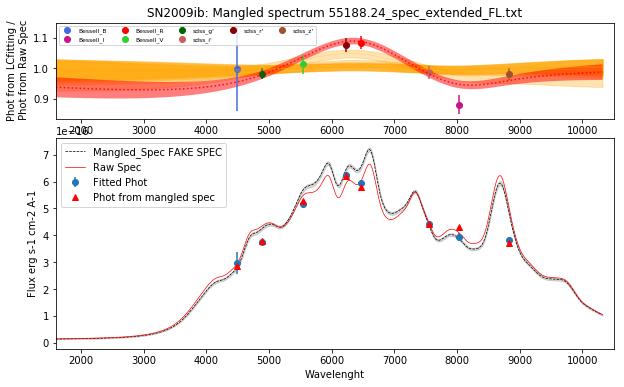 SN2009ib: Mangled spectrum 55188.24_spec_extended_FL.txt
Phot from LCfitting /
Phot from Raw Spec
1.1
1.0
0.9
Bessell_B Bessell_R sdss_g' sdss_r' sdss_z'
Bessell_I Bessell_V sdss_i'
2000 3000 4000 5000 6000 7000 8000 9000 10000
1e−16
Flux erg s-1 cm-2 A-1
7
6
5
4
3
2
1
0
Mangled_Spec FAKE SPEC
Raw Spec
Fitted Phot
Phot from mangled spec
2000 3000 4000 5000 6000 7000 8000 9000 10000
Wavelenght